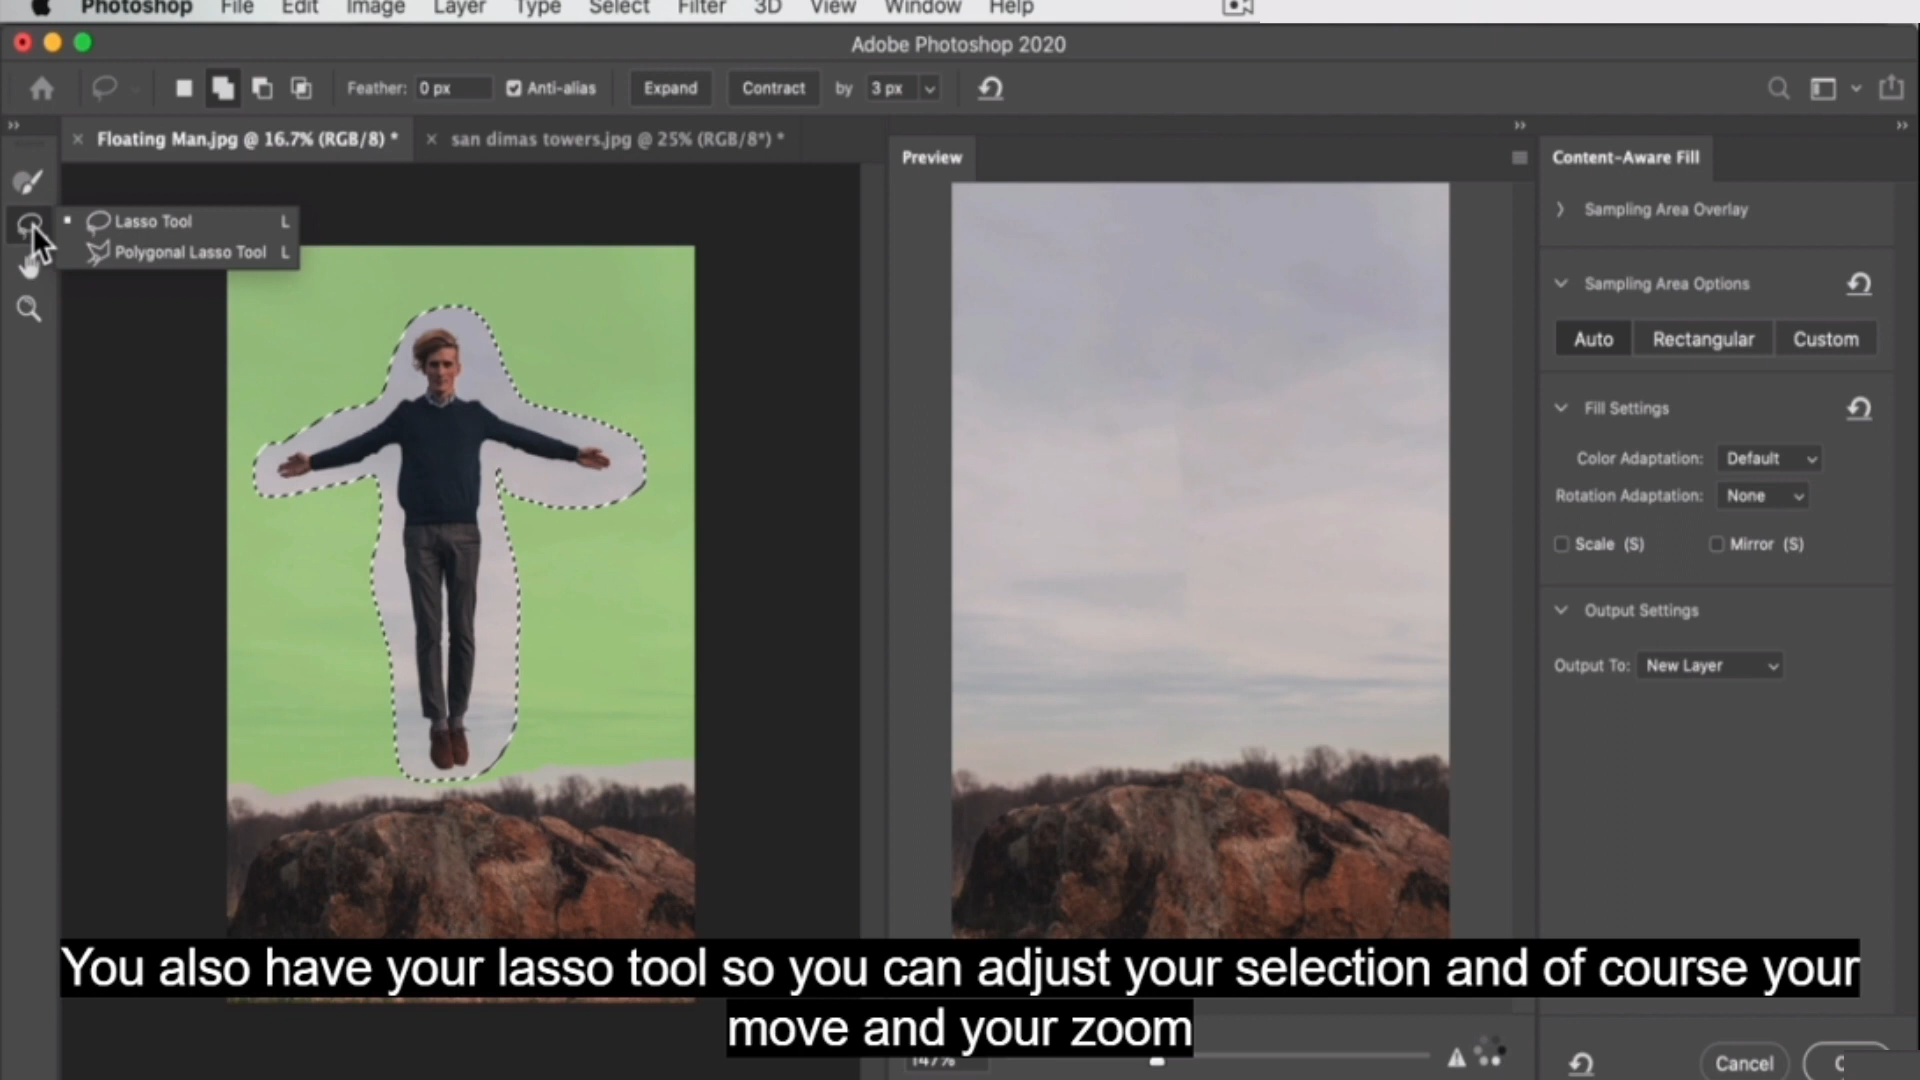 Photoshop File Edit Image Layer Type Select Filter 3D View Window Help
Adobe Photoshop 2020
Feather: 0 px Anti-alias Expand Contract by 3 px
Floating Man.jpg @ 16.7% (RGB/8) * san dimas towers.jpg @ 25% (RGB/8*) *
Preview
Content-Aware Fill
Lasso Tool L
Polygonal Lasso Tool L
Sampling Area Overlay
Sampling Area Options
Auto Rectangular Custom
Fill Settings
Color Adaptation: Default
Rotation Adaptation: None
Scale (S) Mirror (S)
Output Settings
Output To: New Layer
You also have your lasso tool so you can adjust your selection and of course your
move and your zoom
Cancel